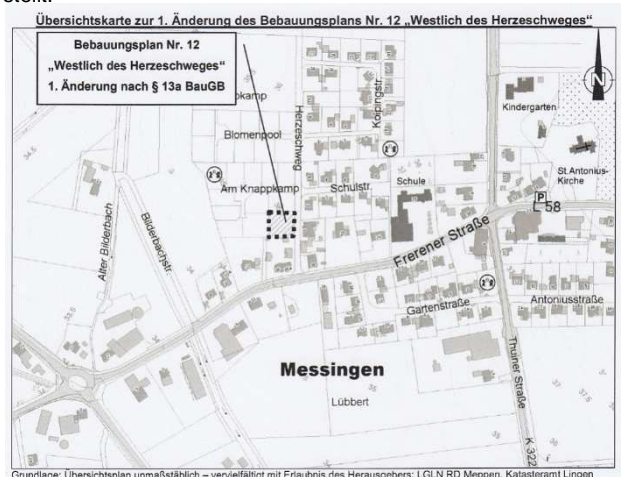 stellt.
Übersichtskarte zur 1. Änderung des Bebauungsplans Nr. 12 „Westlich des Herzeschweges“
Bebauungsplan Nr. 12
„Westlich des Herzeschweges“
1. Änderung nach § 13a BauGB
N
Kindergarten
Kolpingstr.
Herzeschweg
Blomenpool
Am Knappkamp
Schulstr.
Schule
St.Antonius-
Kirche
P
L 58
Alter Bilderbach
Bilderbachstr.
Frerener Straße
Gartenstraße
Antoniusstraße
Messingen
Lübbert
Thuiner Straße
K 322
Grundlage: Übersichtsplan unmaßstäblich – vervielfältigt mit Erlaubnis des Herausgebers: LGLN RD Meppen, Katasteramt Lingen